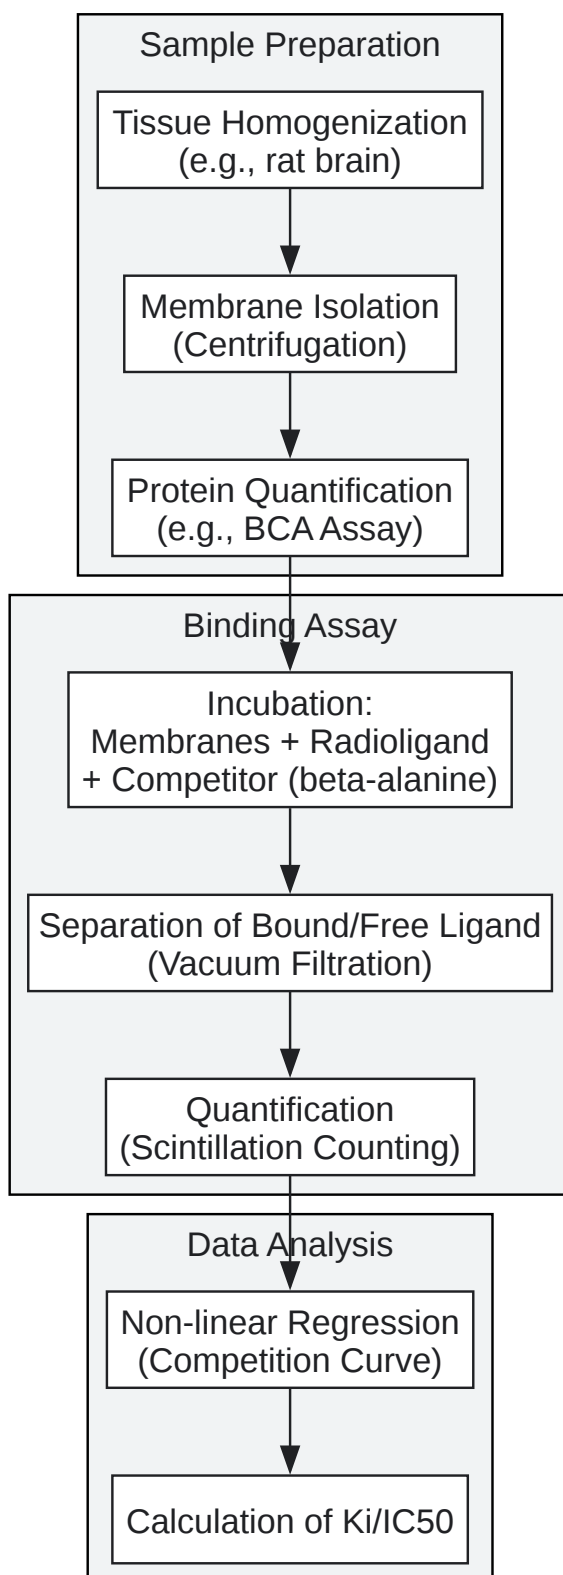 Sample Preparation
Tissue Homogenization
(e.g., rat brain)
Membrane Isolation
(Centrifugation)
Protein Quantification
(e.g., BCA Assay)
Binding Assay
Incubation:
Membranes + Radioligand
+ Competitor (beta-alanine)
Separation of Bound/Free Ligand
(Vacuum Filtration)
Quantification
(Scintillation Counting)
Data Analysis
Non-linear Regression
(Competition Curve)
Calculation of Ki/IC50